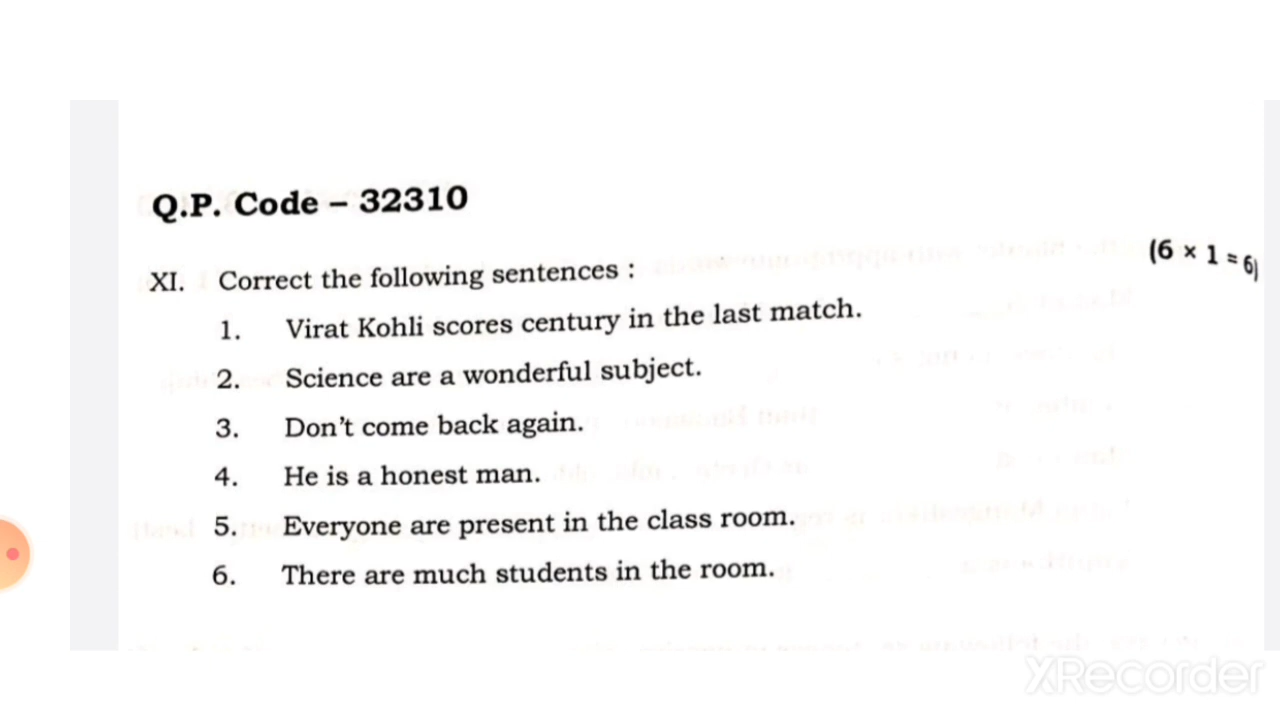 Q.P. Code – 32310
(6 × 1 = 6)
XI. Correct the following sentences :
1. Virat Kohli scores century in the last match.
2. Science are a wonderful subject.
3. Don't come back again.
4. He is a honest man.
5. Everyone are present in the class room.
6. There are much students in the room.
XRecorder